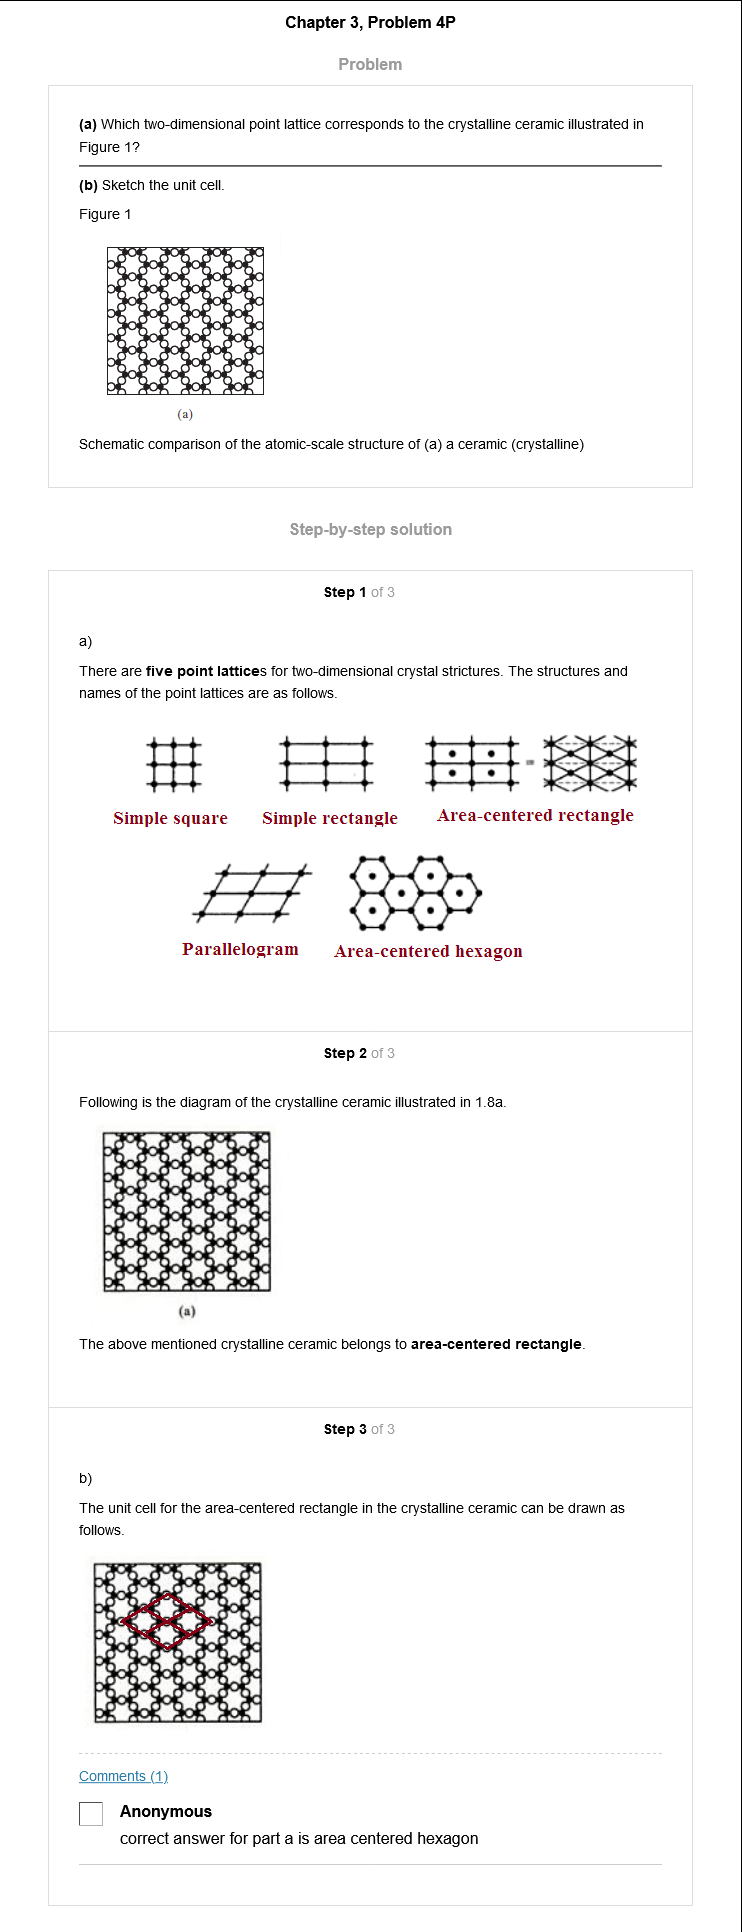 Chapter 3, Problem 4P
Problem
(a) Which two-dimensional point lattice corresponds to the crystalline ceramic illustrated in
Figure 1?
(b) Sketch the unit cell.
Figure 1
(a)
Schematic comparison of the atomic-scale structure of (a) a ceramic (crystalline)
Step-by-step solution
Step 1 of 3
a)
There are five point lattices for two-dimensional crystal strictures. The structures and
names of the point lattices are as follows.
=
Simple square Simple rectangle Area-centered rectangle
Parallelogram Area-centered hexagon
Step 2 of 3
Following is the diagram of the crystalline ceramic illustrated in 1.8a.
(a)
The above mentioned crystalline ceramic belongs to area-centered rectangle.
Step 3 of 3
b)
The unit cell for the area-centered rectangle in the crystalline ceramic can be drawn as
follows.
Comments (1)
Anonymous
correct answer for part a is area centered hexagon